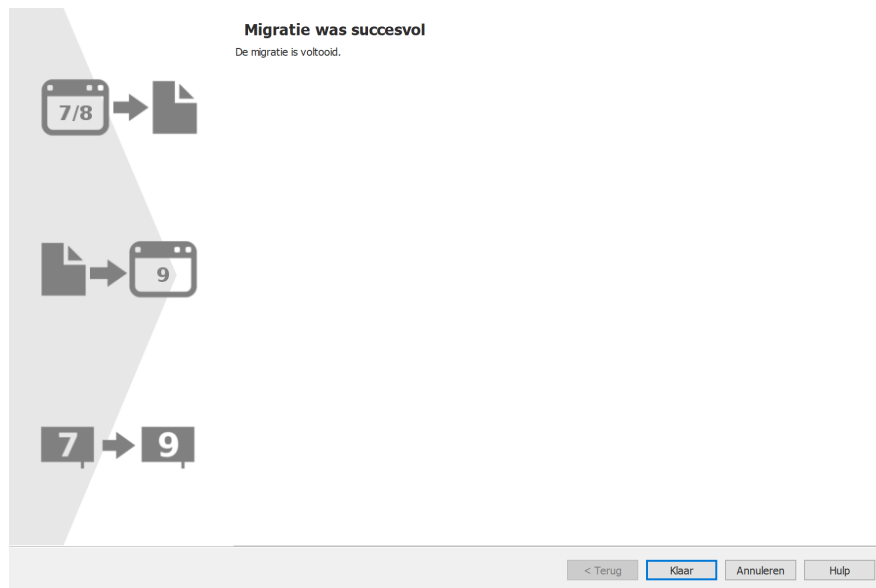 Migratie was succesvol
De migratie is voltooid.
7/8
9
7 9
< Terug Klaar Annuleren Hulp